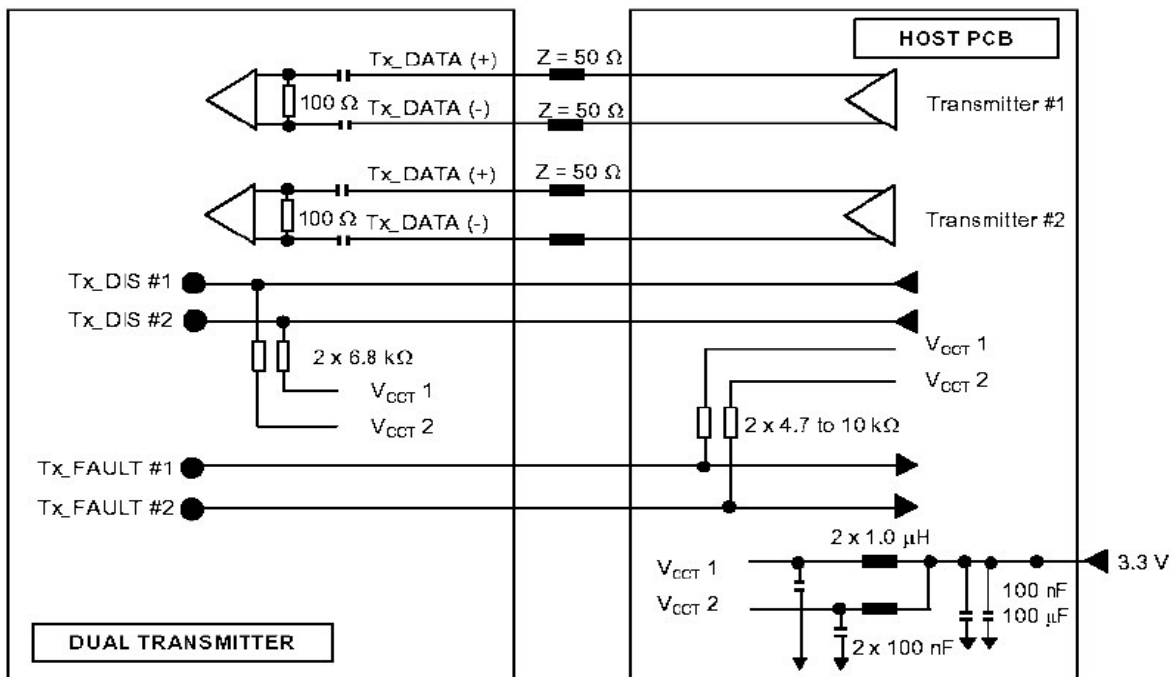 HOST PCB
Tx_DATA (+)
Z = 50 Ω
100 Ω
Tx_DATA (-)
Z = 50 Ω
Transmitter #1
Tx_DATA (+)
Z = 50 Ω
100 Ω
Tx_DATA (-)
Transmitter #2
Tx_DIS #1
Tx_DIS #2
2 x 6.8 kΩ
VCCT 1
VCCT 2
VCCT 1
VCCT 2
2 x 4.7 to 10 kΩ
Tx_FAULT #1
Tx_FAULT #2
2 x 1.0 μH
VCCT 1
VCCT 2
3.3 V
100 nF
100 μF
2 x 100 nF
DUAL TRANSMITTER